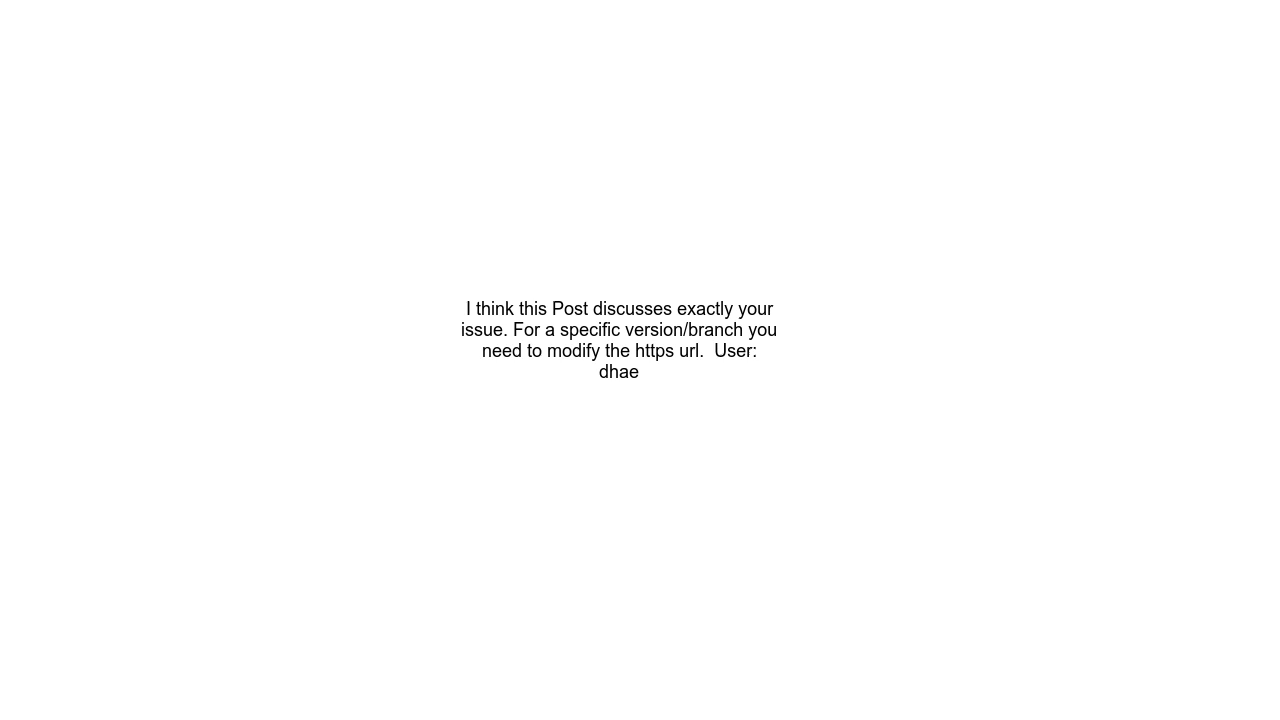 I think this Post discusses exactly your
issue. For a specific version/branch you
need to modify the https url.  User:
dhae